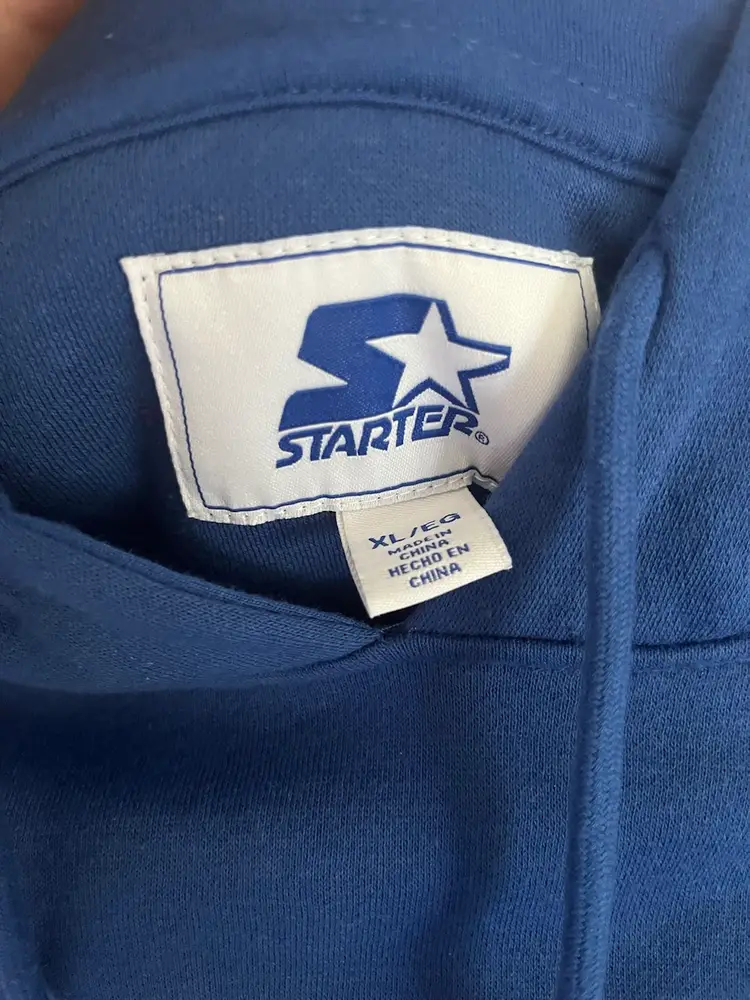 STARTER®
XL/EG
MADE IN
CHINA
HECHO EN
CHINA